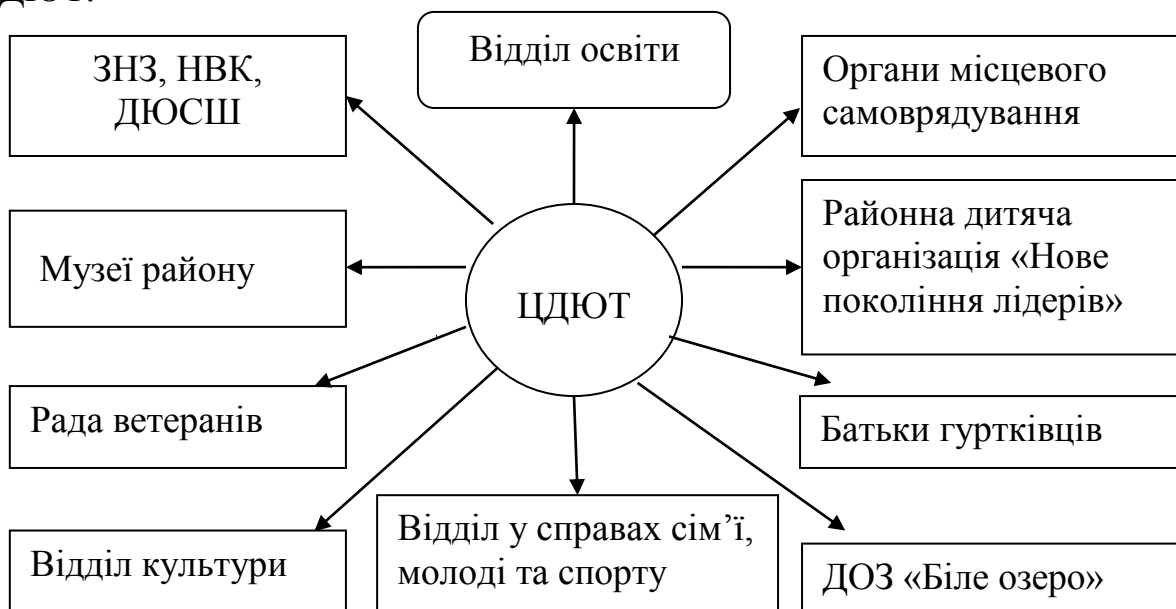 ЗНЗ, НВК,
ДЮСШ
Відділ освіти
Органи місцевого
самоврядування
Музеї району
Районна дитяча
організація «Нове
покоління лідерів»
ЦДЮТ
Рада ветеранів
Батьки гуртківців
Відділ культури
Відділ у справах сім’ї,
молоді та спорту
ДОЗ «Біле озеро»